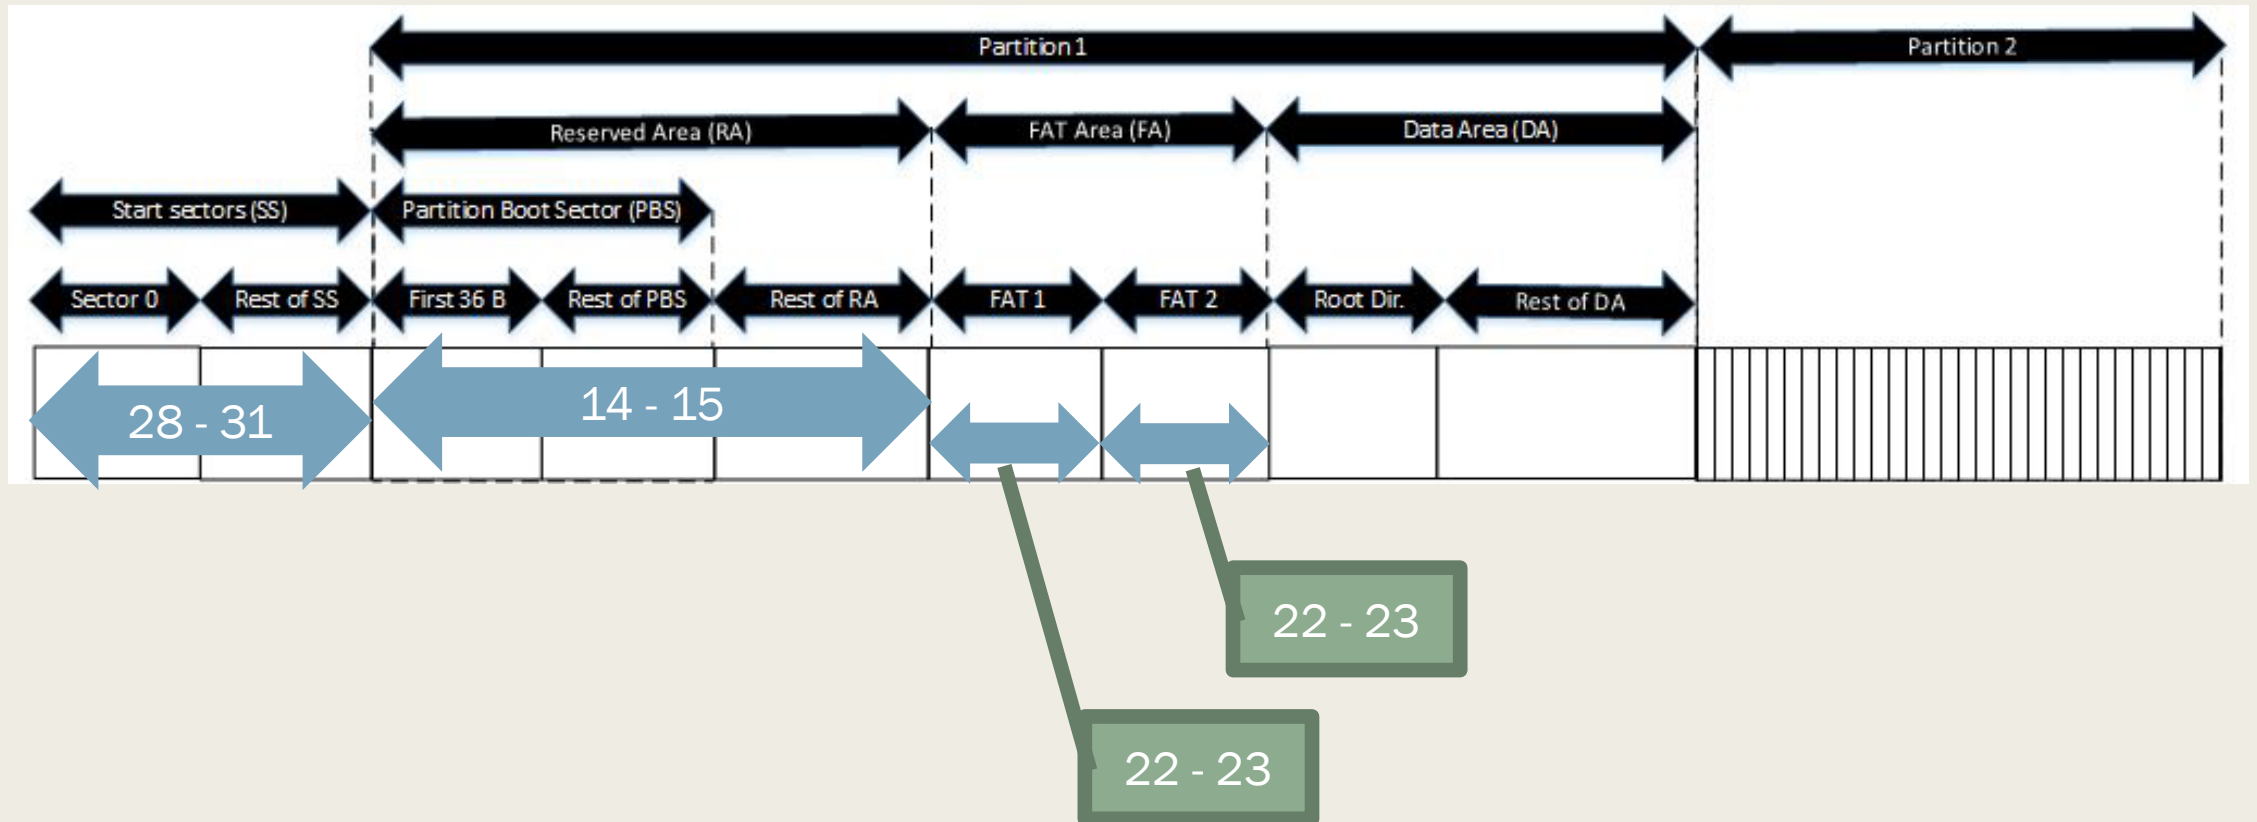 Partition 1
Partition 2
Reserved Area (RA)
FAT Area (FA)
Data Area (DA)
Start sectors (SS)
Partition Boot Sector (PBS)
Sector 0
Rest of SS
First 36 B
Rest of PBS
Rest of RA
FAT 1
FAT 2
Root Dir.
Rest of DA
28 - 31
14 - 15
22 - 23
22 - 23